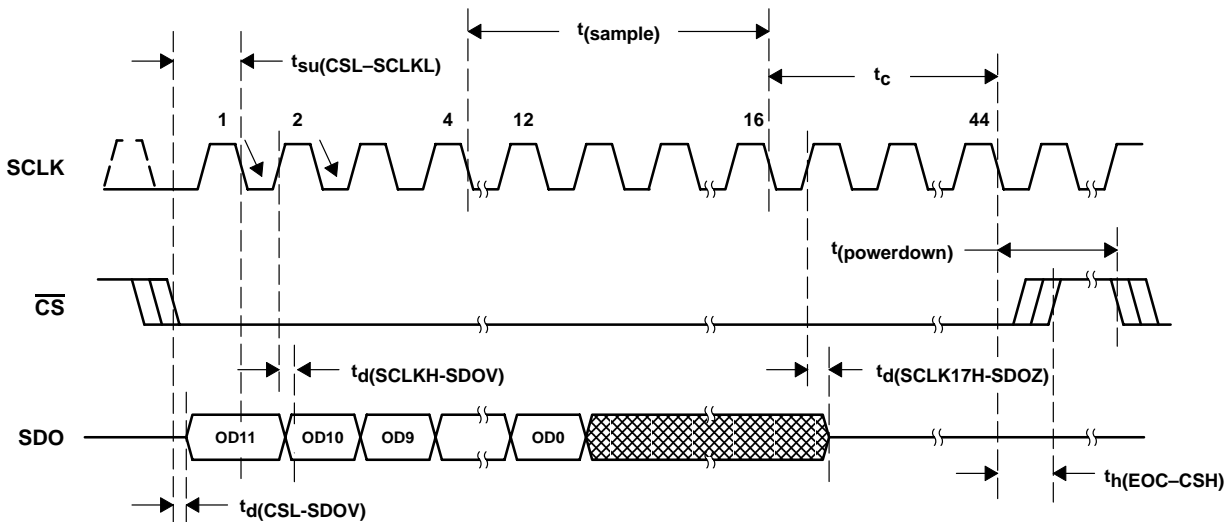 t(sample)
tsu(CSL–SCLKL)
tc
1 2 4 12 16 44
SCLK
t(powerdown)
CS
td(SCLKH-SDOV)
td(SCLK17H-SDOZ)
SDO
OD11 OD10 OD9 OD0
th(EOC–CSH)
td(CSL-SDOV)